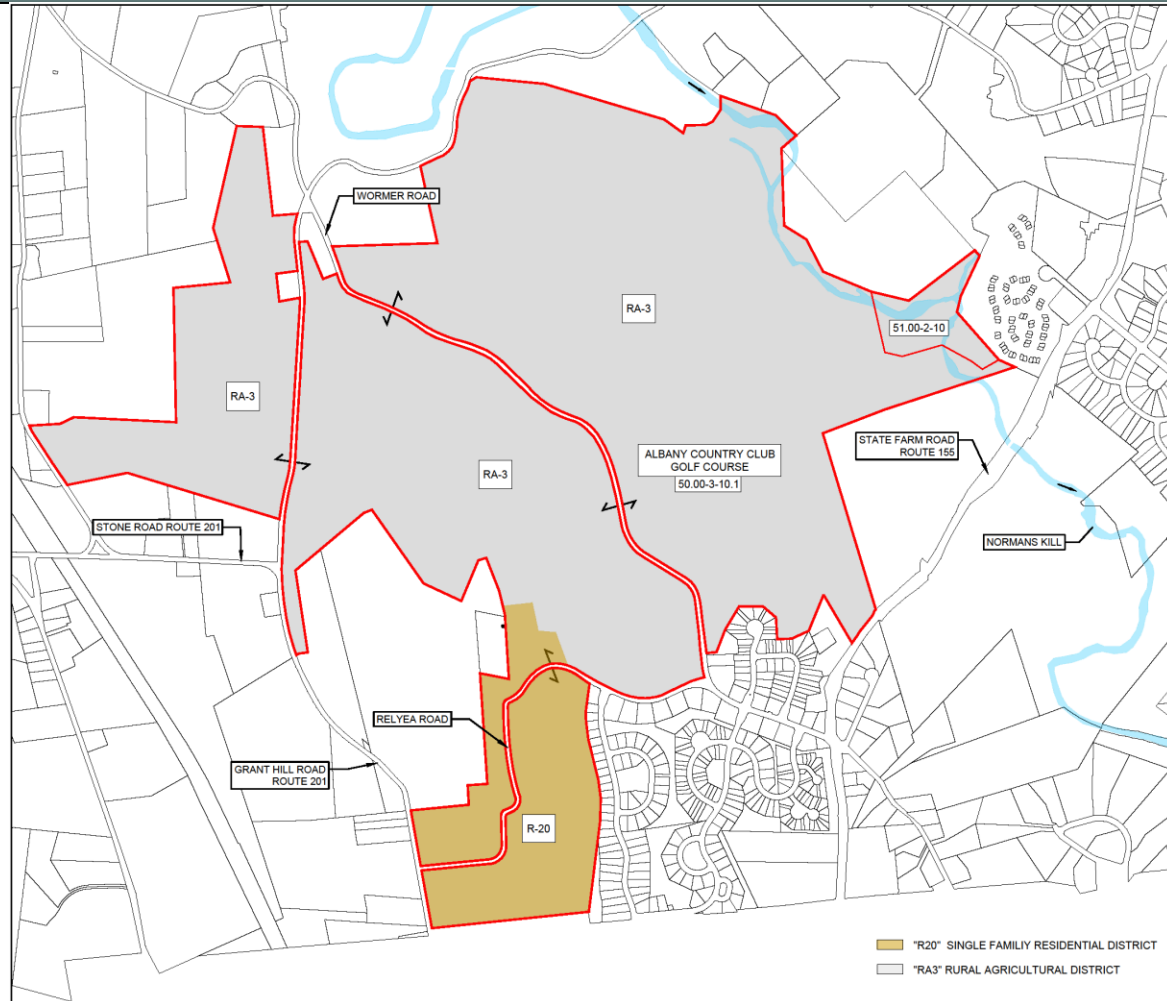 WORMER ROAD
RA-3
51.00-2-10
RA-3
STATE FARM ROAD
ROUTE 155
ALBANY COUNTRY CLUB
GOLF COURSE
50.00-3-10.1
RA-3
STONE ROAD ROUTE 201
NORMANS KILL
RELYEA ROAD
GRANT HILL ROAD
ROUTE 201
R-20
"R20" SINGLE FAMILIY RESIDENTIAL DISTRICT
"RA3" RURAL AGRICULTURAL DISTRICT